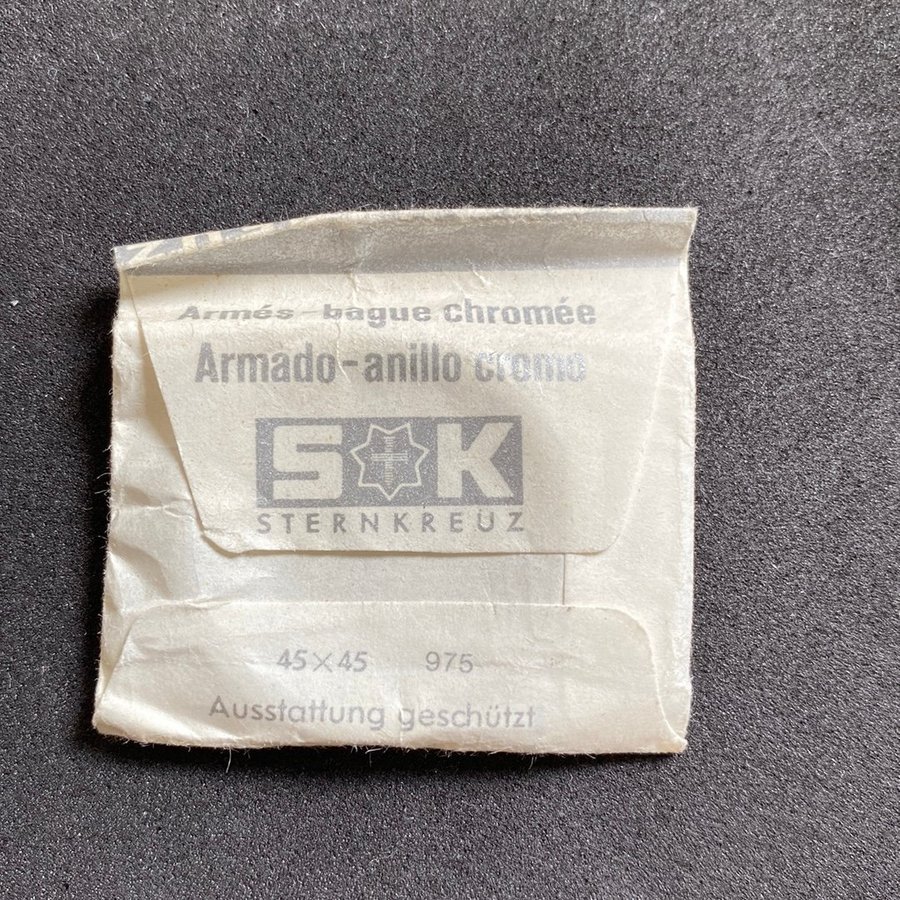 Armés-bague Chromée
Armado-anillo cromo
S K
STERNKREUZ
45×45 975
Ausstattung geschützt